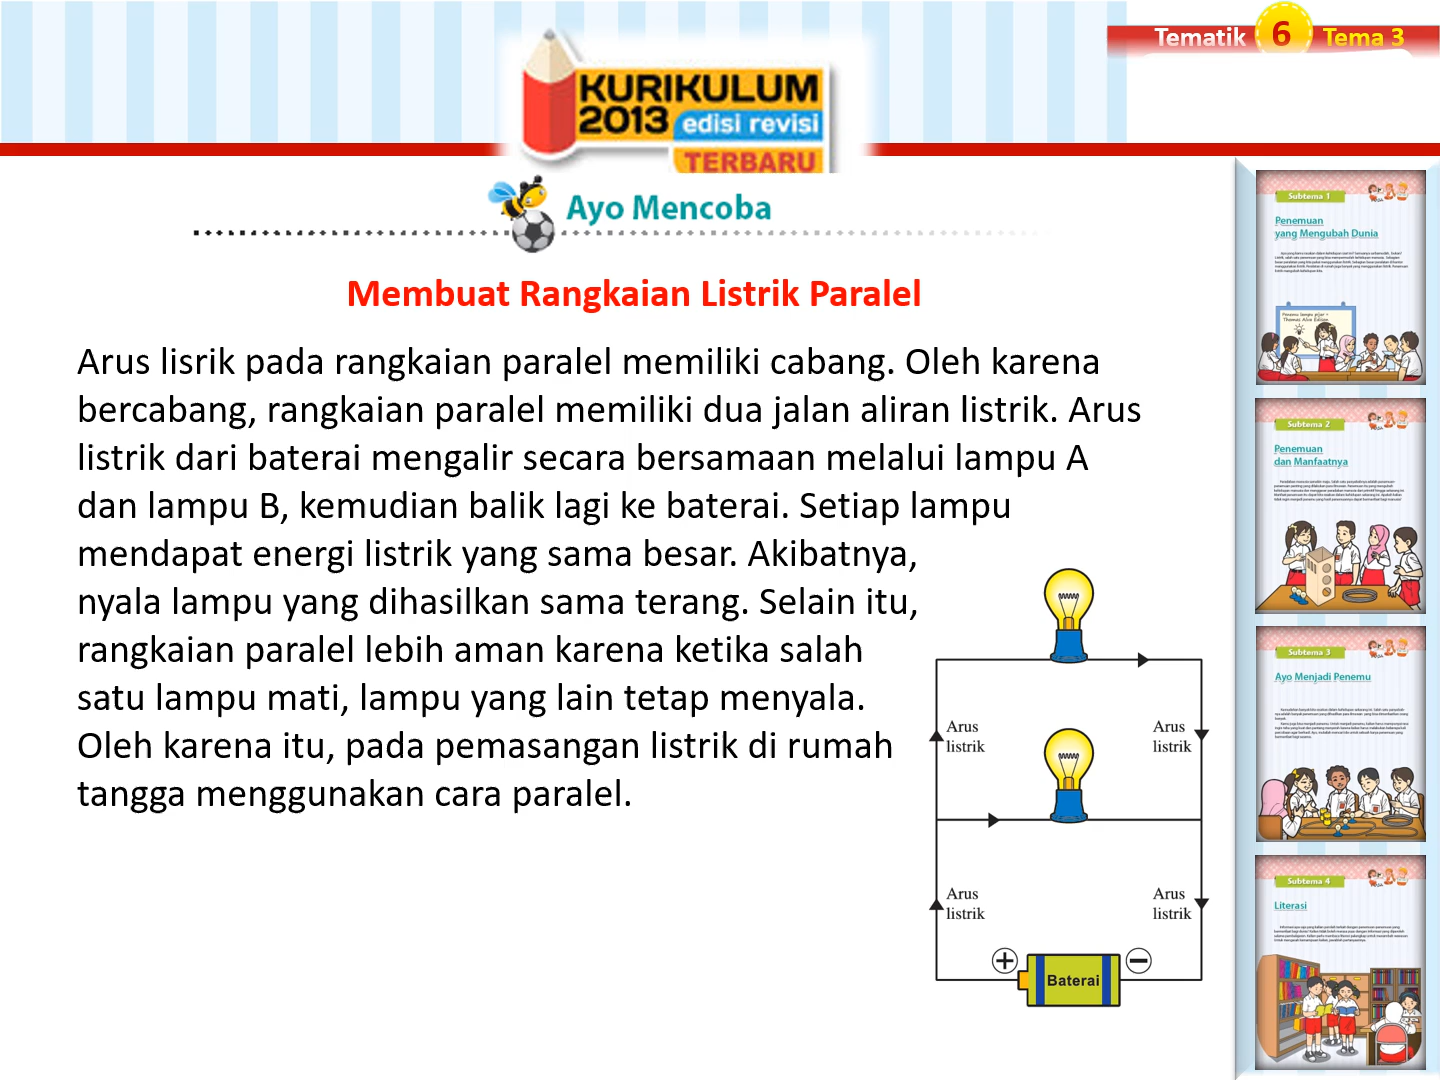 Tematik 6 Tema 3
KURIKULUM
2013 edisi revisi
TERBARU
Ayo Mencoba
Membuat Rangkaian Listrik Paralel
Arus lisrik pada rangkaian paralel memiliki cabang. Oleh karena
bercabang, rangkaian paralel memiliki dua jalan aliran listrik. Arus
listrik dari baterai mengalir secara bersamaan melalui lampu A
dan lampu B, kemudian balik lagi ke baterai. Setiap lampu
mendapat energi listrik yang sama besar. Akibatnya,
nyala lampu yang dihasilkan sama terang. Selain itu,
rangkaian paralel lebih aman karena ketika salah
satu lampu mati, lampu yang lain tetap menyala.
Oleh karena itu, pada pemasangan listrik di rumah
tangga menggunakan cara paralel.
Arus
listrik
Arus
listrik
Arus
listrik
Arus
listrik
+
−
Baterai
Subtema 1
Penemuan
yang Mengubah Dunia
Penemu lampu pijar =
Thomas Alva Edison
Subtema 2
Penemuan
dan Manfaatnya
Subtema 3
Ayo Menjadi Penemu
Subtema 4
Literasi